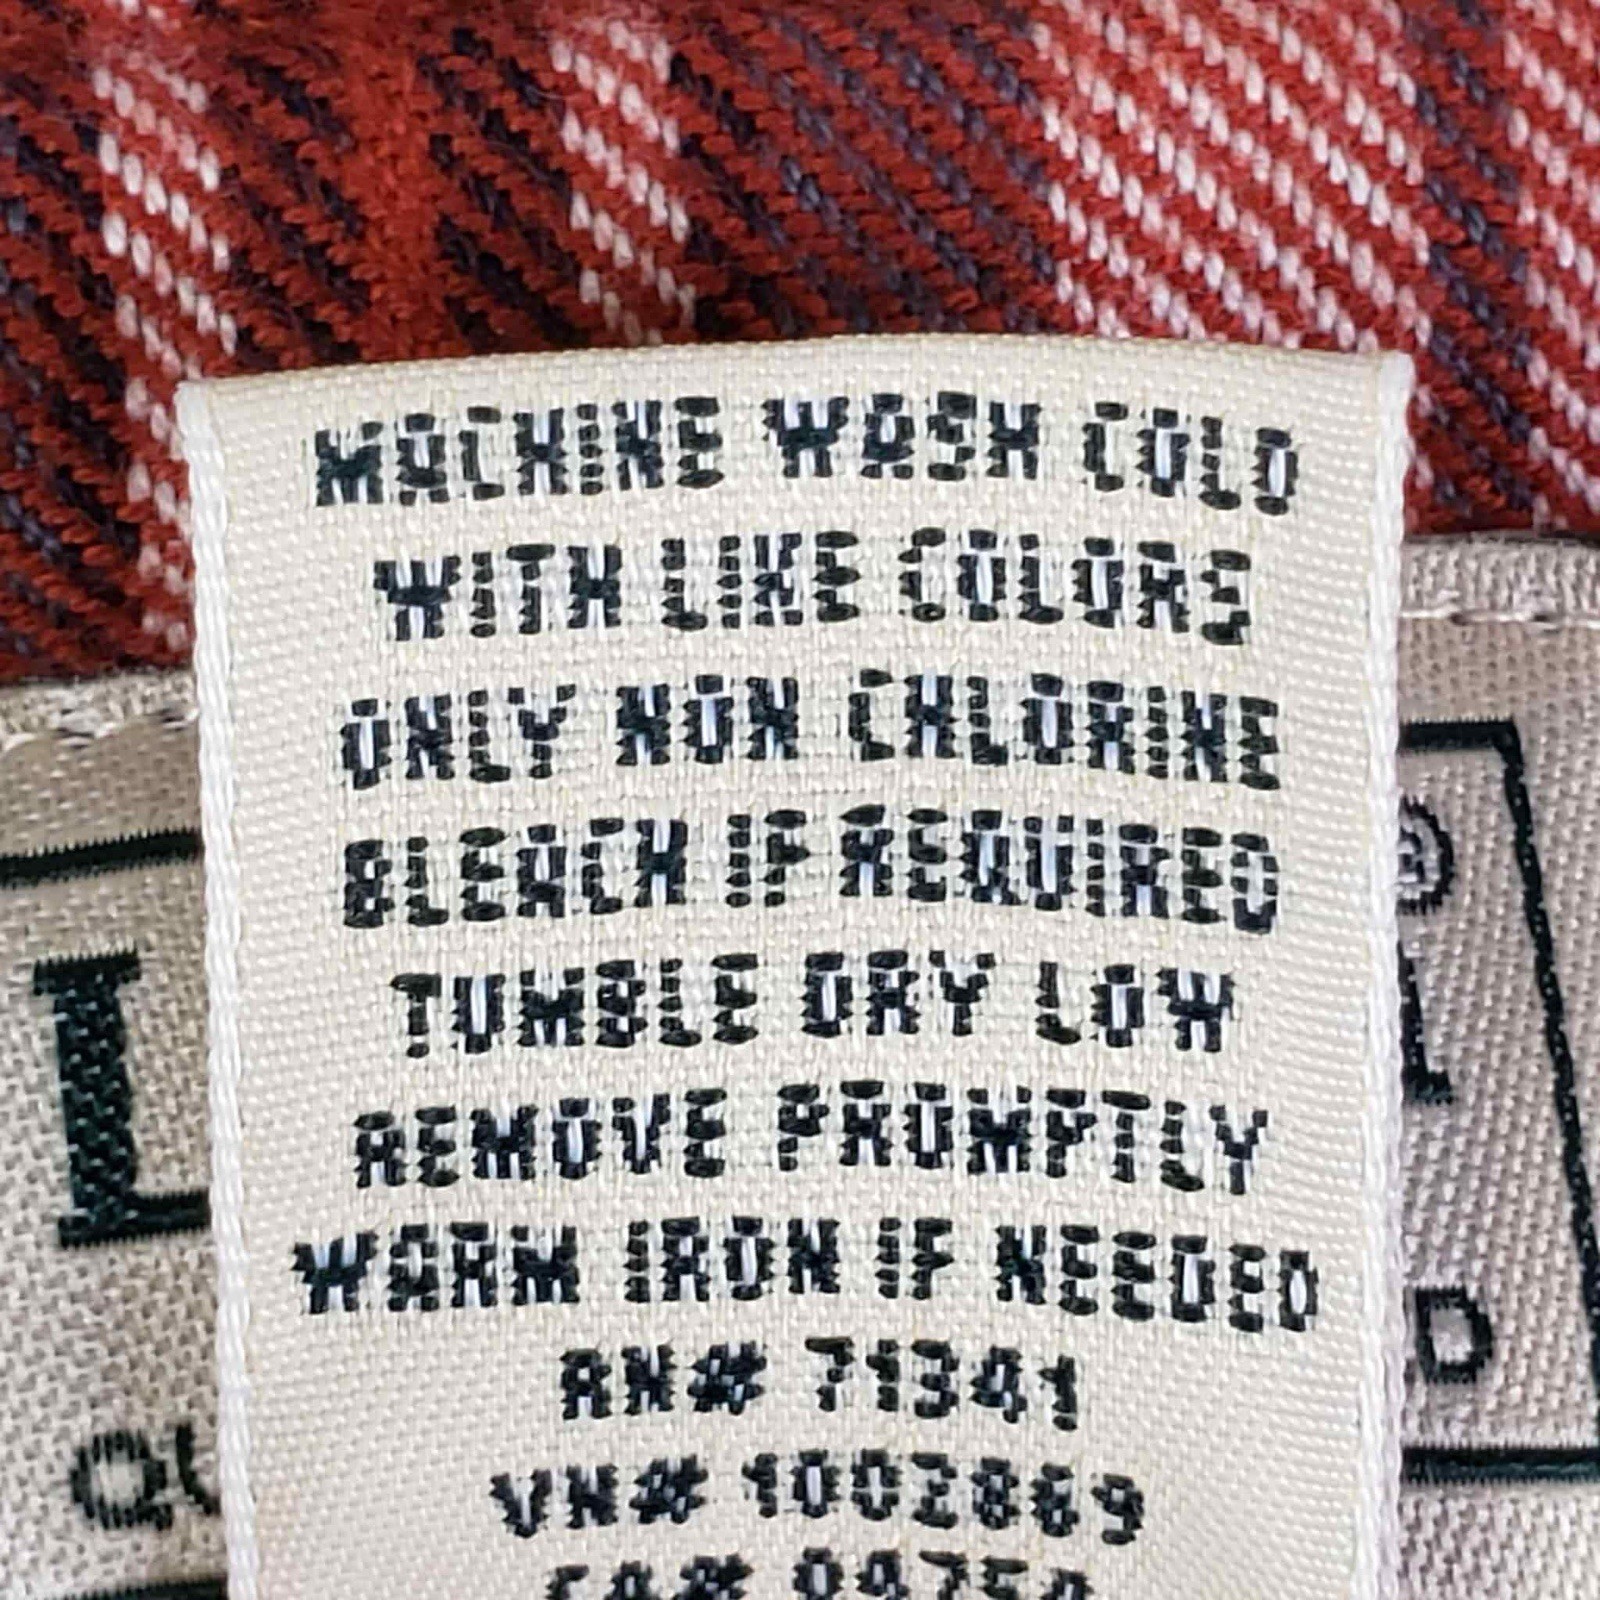 MACHINE WASH COLD
WITH LIKE COLORS
ONLY NON CHLORINE
BLEACH IF REQUIRED
TUMBLE DRY LOW
REMOVE PROMPTLY
WARM IRON IF NEEDED
RN# 71341
VN# 1002869